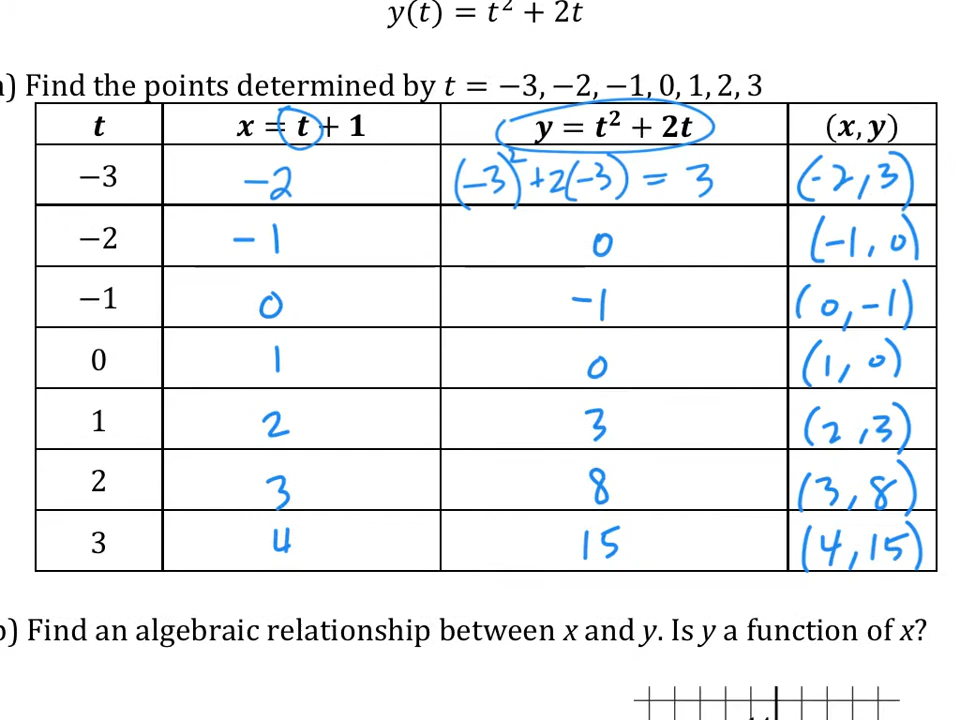 y(t) = t² + 2t
) Find the points determined by t = −3, −2, −1, 0, 1, 2, 3
t x = t + 1 y = t² + 2t (x, y)
−3 −2 (−3)²+2(−3) = 3 (−2,3)
−2 −1 0 (−1, 0)
−1 0 −1 (0,−1)
0 1 0 (1, 0)
1 2 3 (2,3)
2 3 8 (3,8)
3 4 15 (4,15)
) Find an algebraic relationship between x and y. Is y a function of x?